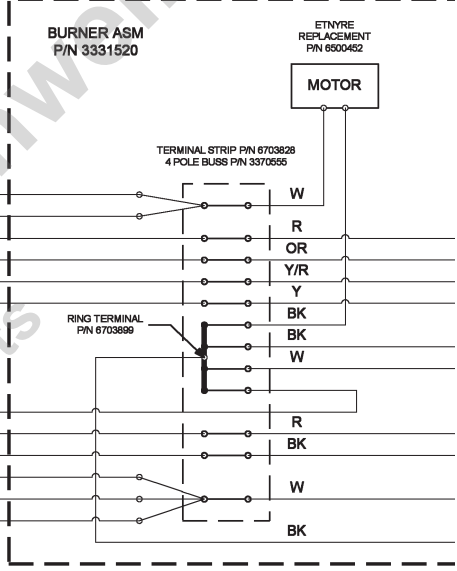 BURNER ASM
P/N 3331520
ETNYRE
REPLACEMENT
P/N 6500452
MOTOR
TERMINAL STRIP P/N 6703828
4 POLE BUSS P/N 3370555
W
R
OR
Y/R
Y
BK
RING TERMINAL
P/N 6703899
BK
W
R
BK
W
BK